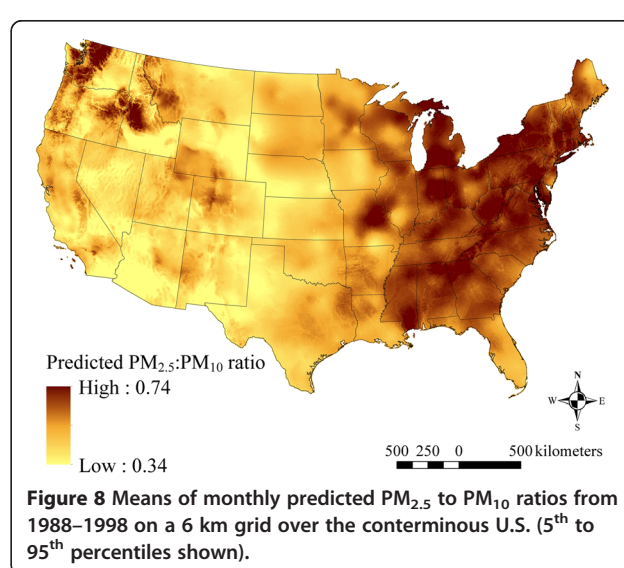 Predicted PM2.5:PM10 ratio
High : 0.74
Low : 0.34
N
W E
S
500 250 0 500 kilometers
Figure 8 Means of monthly predicted PM2.5 to PM10 ratios from
1988–1998 on a 6 km grid over the conterminous U.S. (5th to
95th percentiles shown).